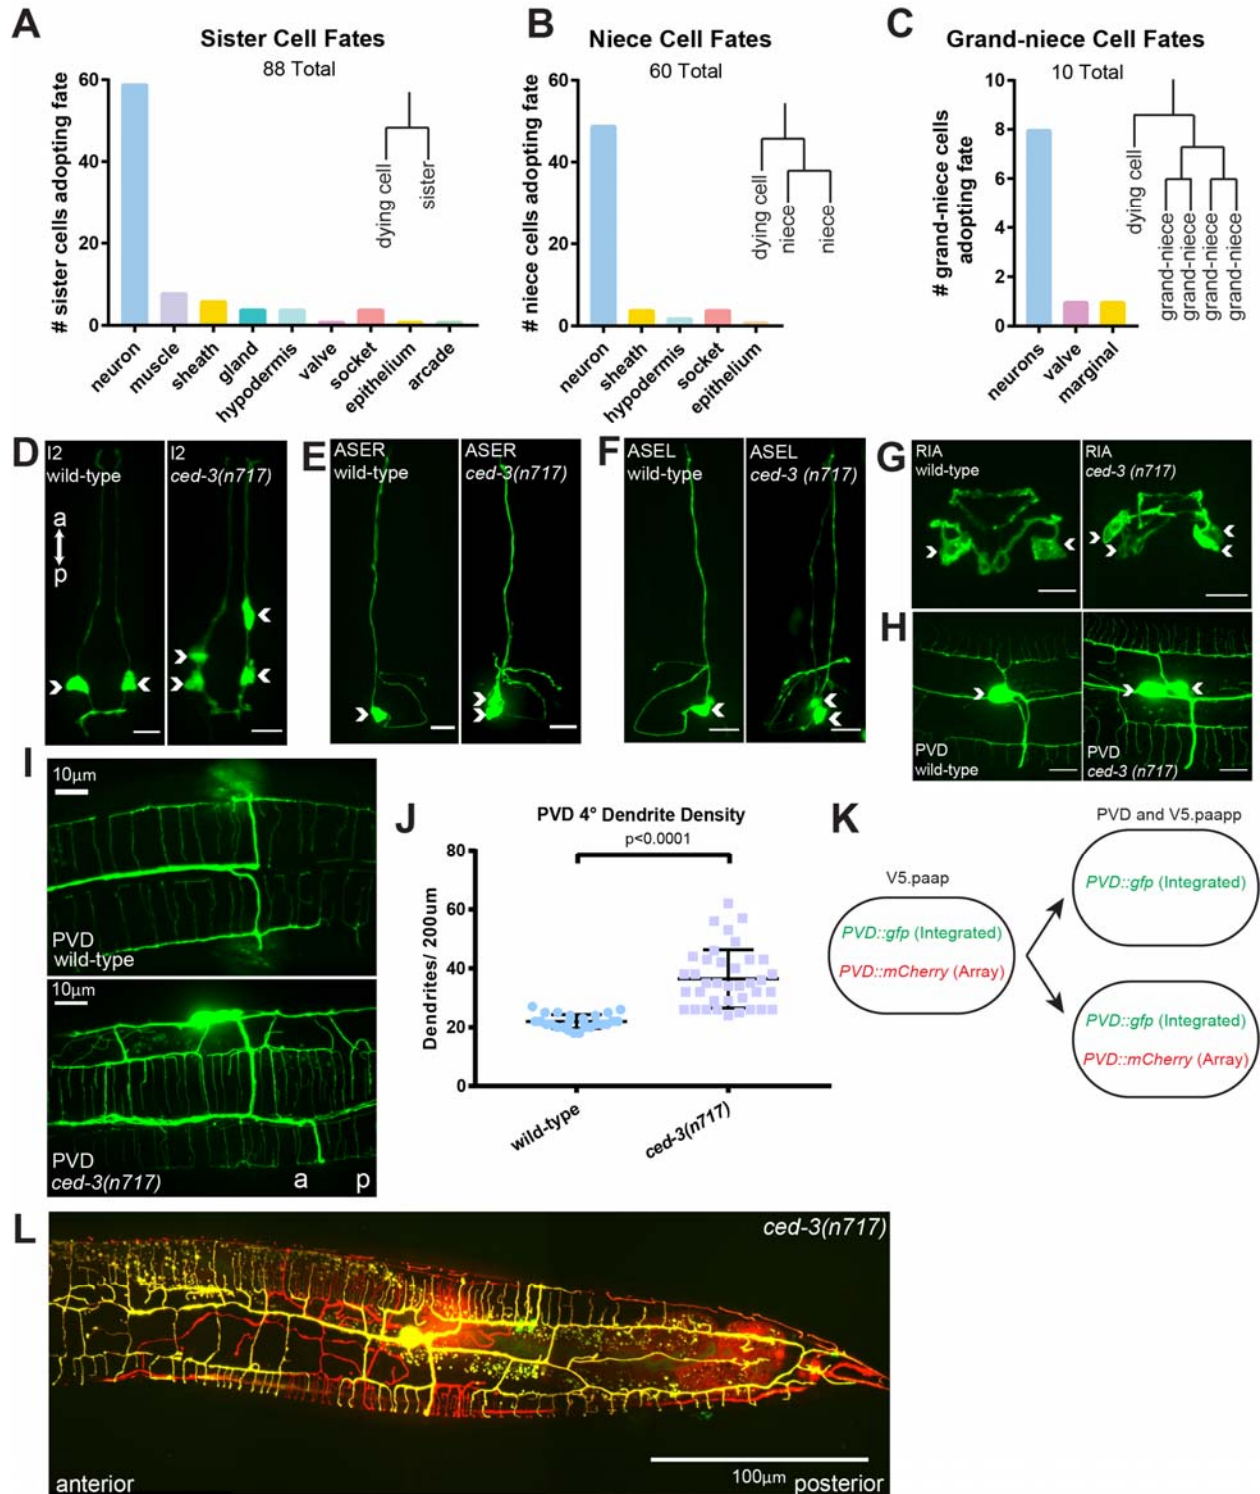 A
Sister Cell Fates
88 Total
# sister cells adopting fate
60
40
20
0
neuron
muscle
sheath
gland
hypodermis
valve
socket
epithelium
arcade
dying cell
sister
B
Niece Cell Fates
60 Total
# niece cells adopting fate
60
40
20
0
neuron
sheath
hypodermis
socket
epithelium
dying cell
niece
niece
C
Grand-niece Cell Fates
10 Total
# grand-niece cells
adopting fate
10
8
6
4
2
0
neurons
valve
marginal
dying cell
grand-niece
grand-niece
grand-niece
grand-niece
D
I2
wild-type
a
p
I2
ced-3(n717)
E
ASER
wild-type
ASER
ced-3(n717)
F
ASEL
wild-type
ASEL
ced-3 (n717)
G
RIA
wild-type
RIA
ced-3 (n717)
H
PVD
wild-type
PVD
ced-3 (n717)
I
10µm
PVD
wild-type
10µm
PVD
ced-3(n717)
a
p
J
PVD 4° Dendrite Density
p<0.0001
Dendrites/ 200um
80
60
40
20
0
wild-type
ced-3(n717)
K
V5.paap
PVD::gfp (Integrated)
PVD::mCherry (Array)
PVD and V5.paapp
PVD::gfp (Integrated)
PVD::gfp (Integrated)
PVD::mCherry (Array)
L
ced-3(n717)
anterior
100µm
posterior